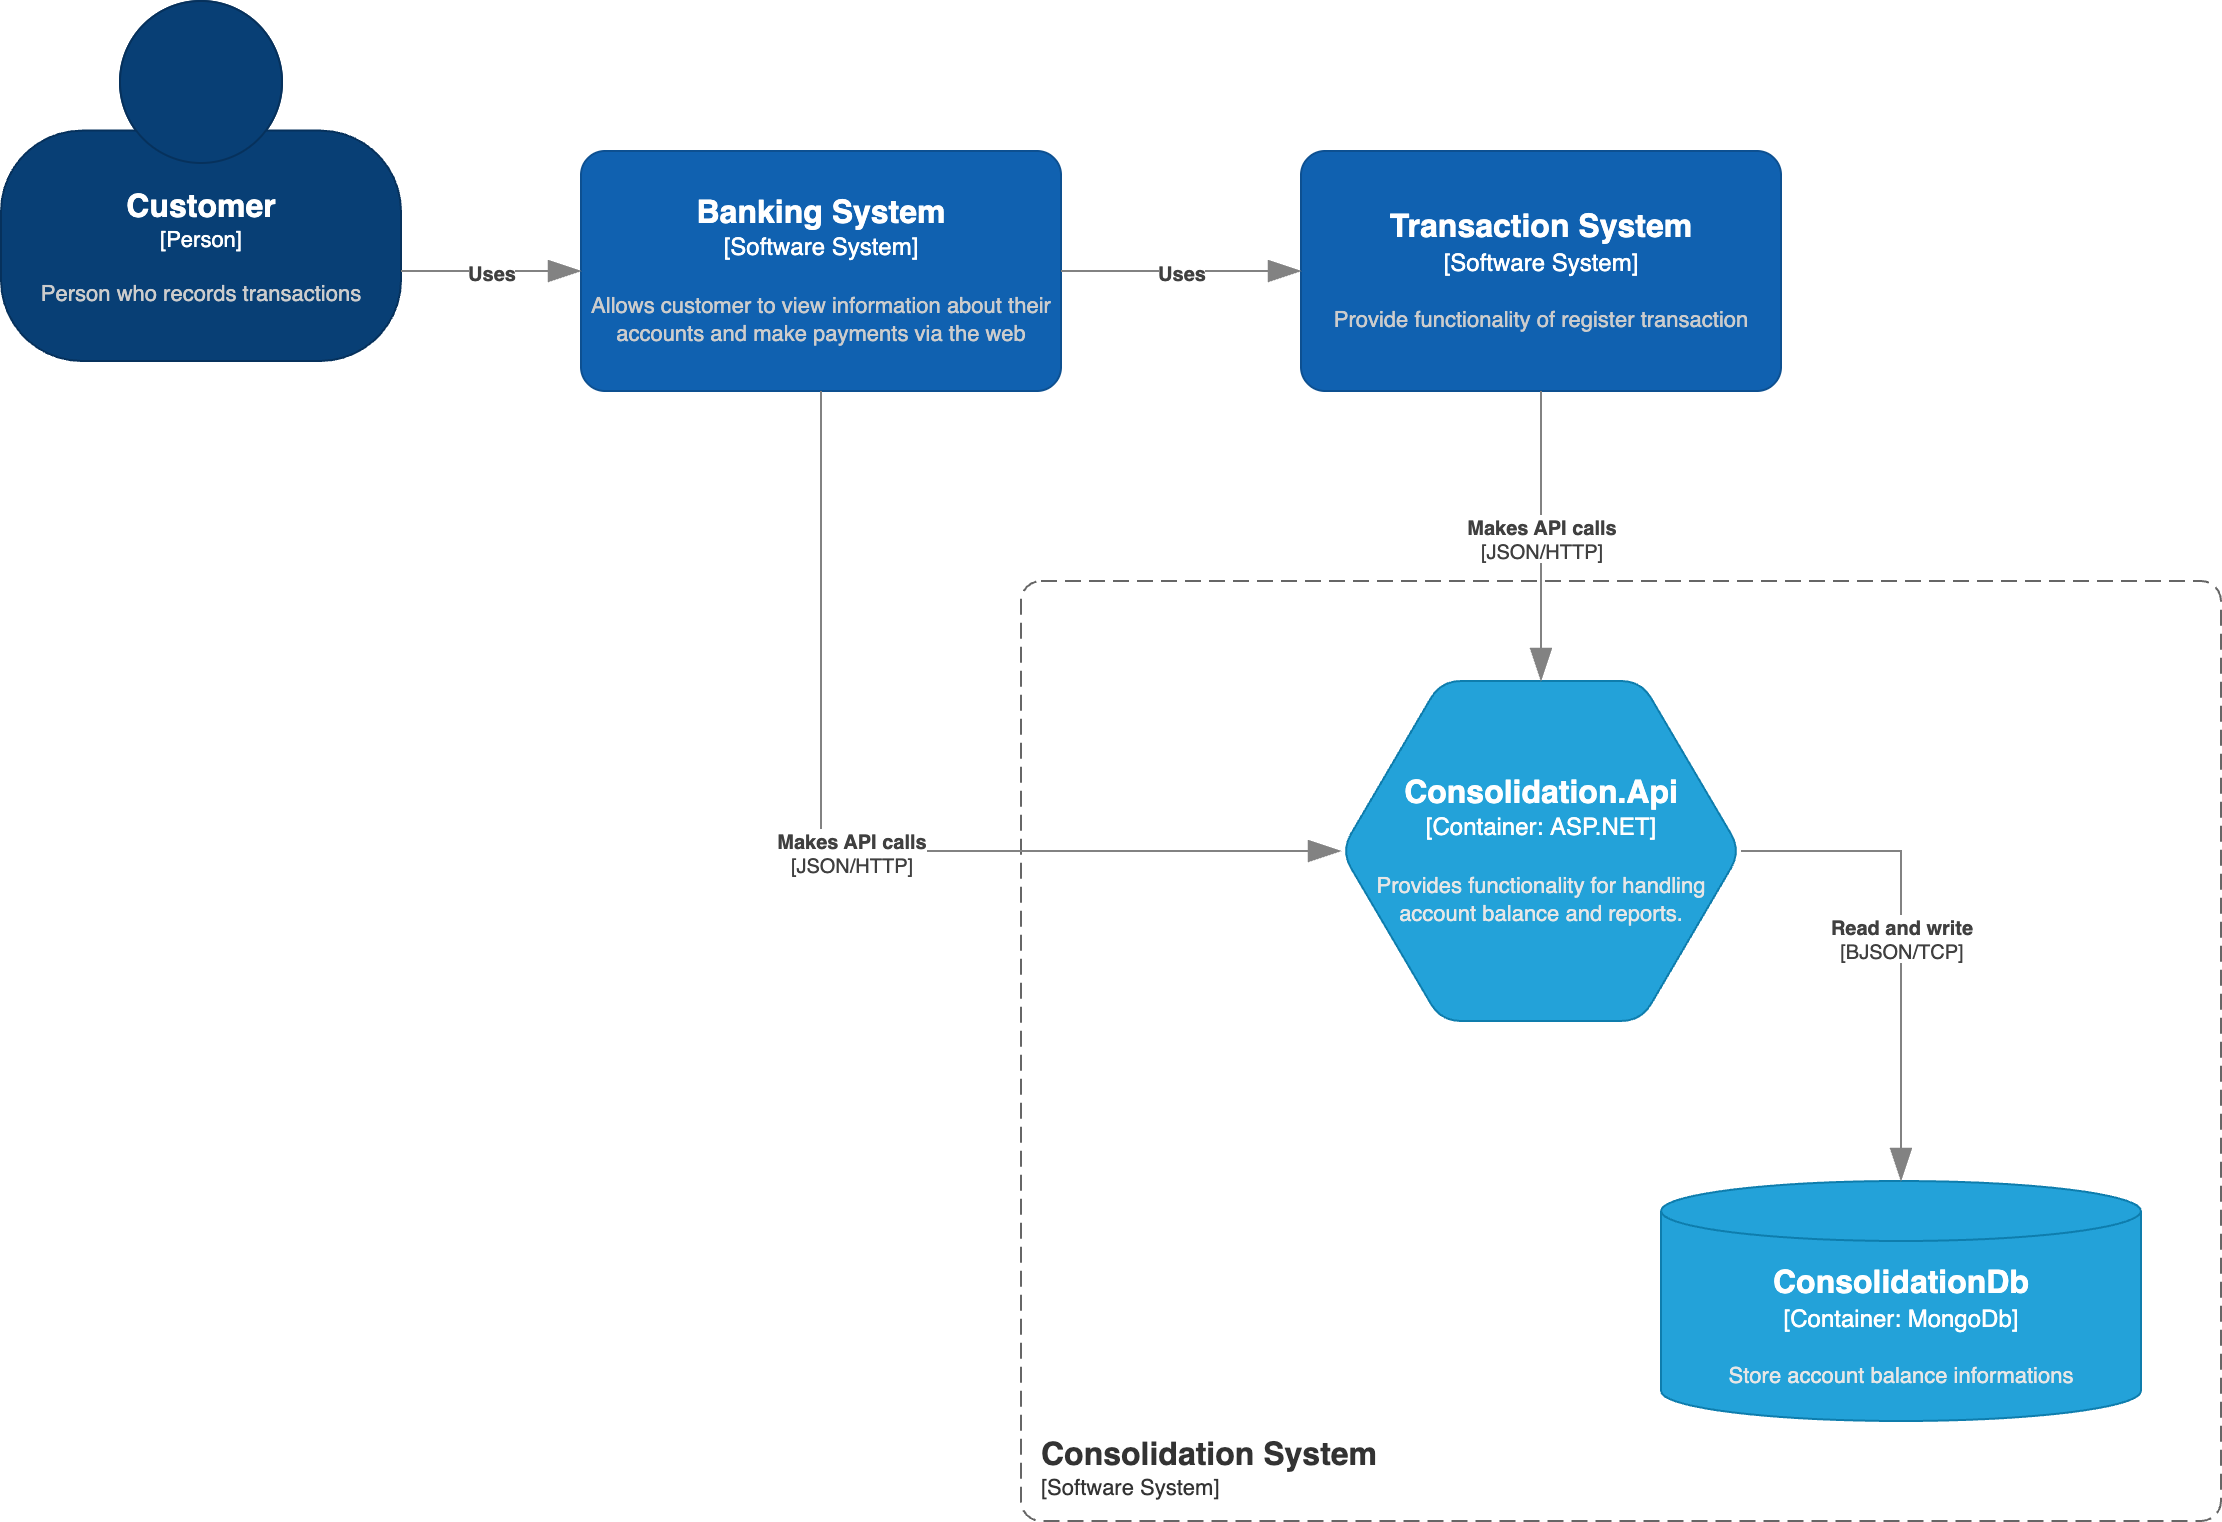 Customer
[Person]
Person who records transactions
Uses
Banking System
[Software System]
Allows customer to view information about their
accounts and make payments via the web
Uses
Transaction System
[Software System]
Provide functionality of register transaction
Makes API calls
[JSON/HTTP]
Makes API calls
[JSON/HTTP]
Consolidation.Api
[Container: ASP.NET]
Provides functionality for handling
account balance and reports.
Read and write
[BJSON/TCP]
ConsolidationDb
[Container: MongoDb]
Store account balance informations
Consolidation System
[Software System]